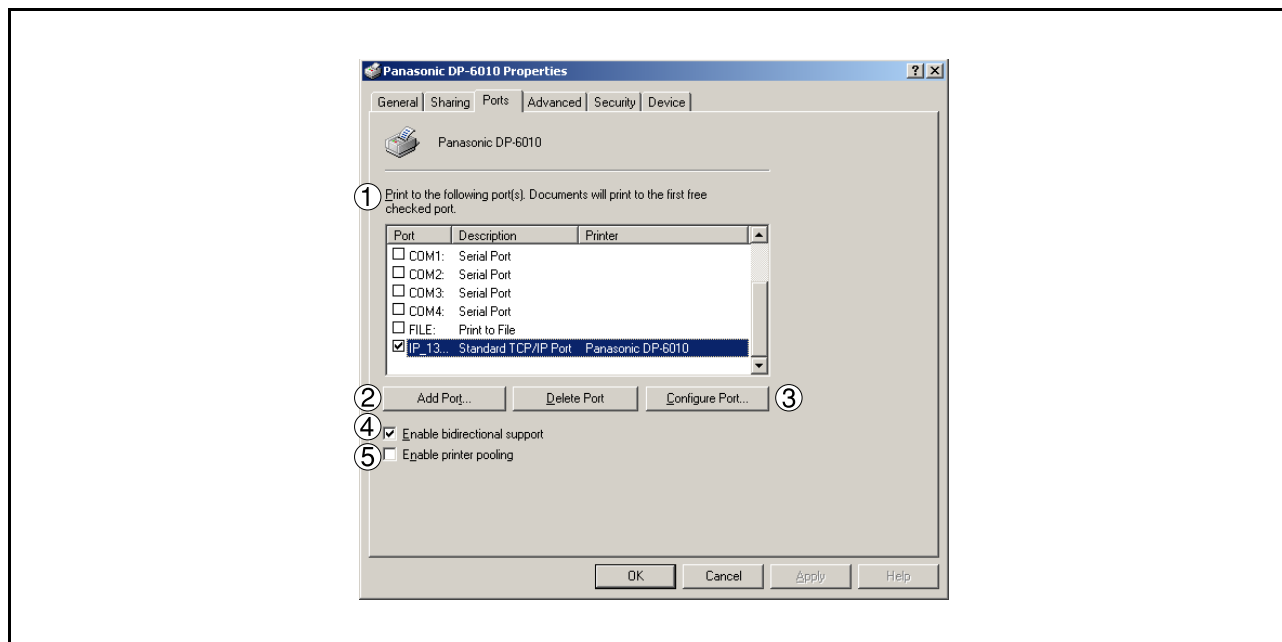 Panasonic DP-6010 Properties
General Sharing Ports Advanced Security Device
Panasonic DP-6010
① Print to the following port(s). Documents will print to the first free
checked port.
Port Description Printer
COM1: Serial Port
COM2: Serial Port
COM3: Serial Port
COM4: Serial Port
FILE: Print to File
IP_13... Standard TCP/IP Port Panasonic DP-6010
② Add Port... Delete Port Configure Port... ③
④ Enable bidirectional support
⑤ Enable printer pooling
OK Cancel Apply Help